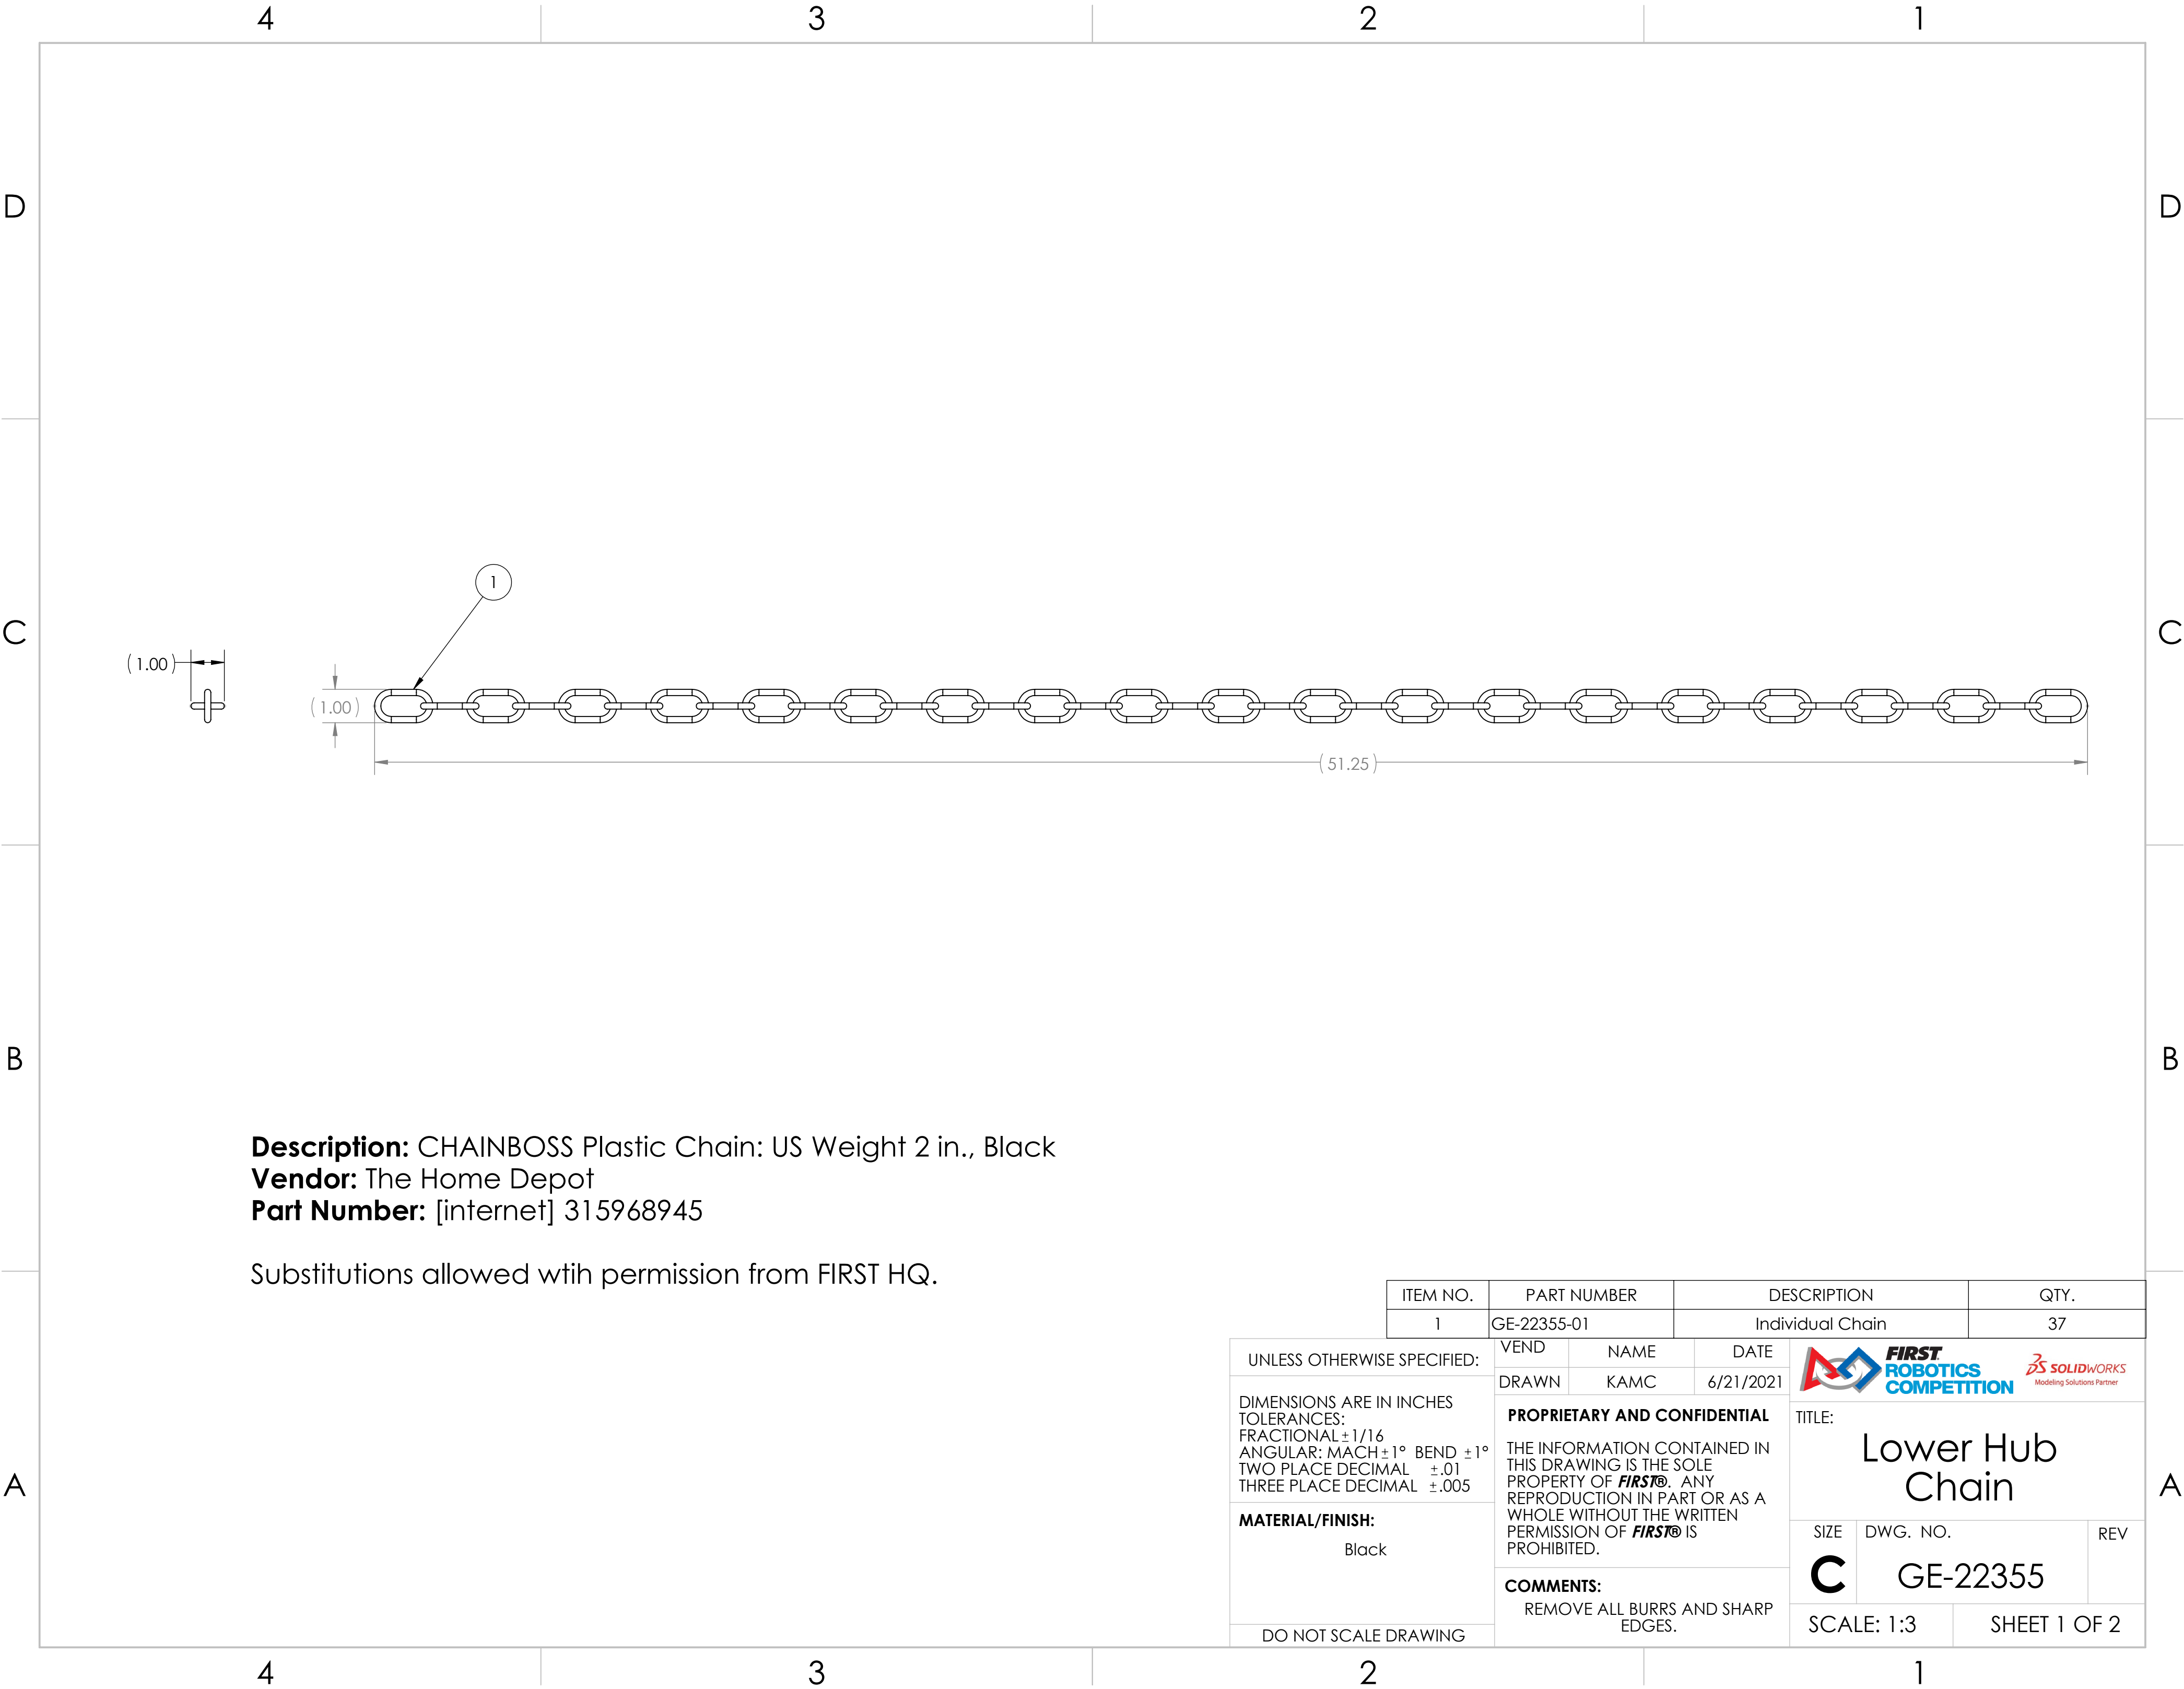 4 3 2 1
D D
1
C C
(1.00)
(1.00)
(51.25)
B B
Description: CHAINBOSS Plastic Chain: US Weight 2 in., Black
Vendor: The Home Depot
Part Number: [internet] 315968945
Substitutions allowed wtih permission from FIRST HQ.
ITEM NO. PART NUMBER DESCRIPTION QTY.
1 GE-22355-01 Individual Chain 37
UNLESS OTHERWISE SPECIFIED:
DIMENSIONS ARE IN INCHES
TOLERANCES:
FRACTIONAL±1/16
ANGULAR: MACH±1° BEND ±1°
TWO PLACE DECIMAL ±.01
THREE PLACE DECIMAL ±.005
MATERIAL/FINISH:
Black
DO NOT SCALE DRAWING
VEND NAME DATE
DRAWN KAMC 6/21/2021
PROPRIETARY AND CONFIDENTIAL
THE INFORMATION CONTAINED IN
THIS DRAWING IS THE SOLE
PROPERTY OF FIRST®. ANY
REPRODUCTION IN PART OR AS A
WHOLE WITHOUT THE WRITTEN
PERMISSION OF FIRST® IS
PROHIBITED.
COMMENTS:
REMOVE ALL BURRS AND SHARP
EDGES.
FIRST
ROBOTICS
COMPETITION
3S SOLIDWORKS
Modeling Solutions Partner
TITLE:
Lower Hub
Chain
SIZE DWG. NO. REV
C GE-22355
SCALE: 1:3 SHEET 1 OF 2
A A
4 3 2 1